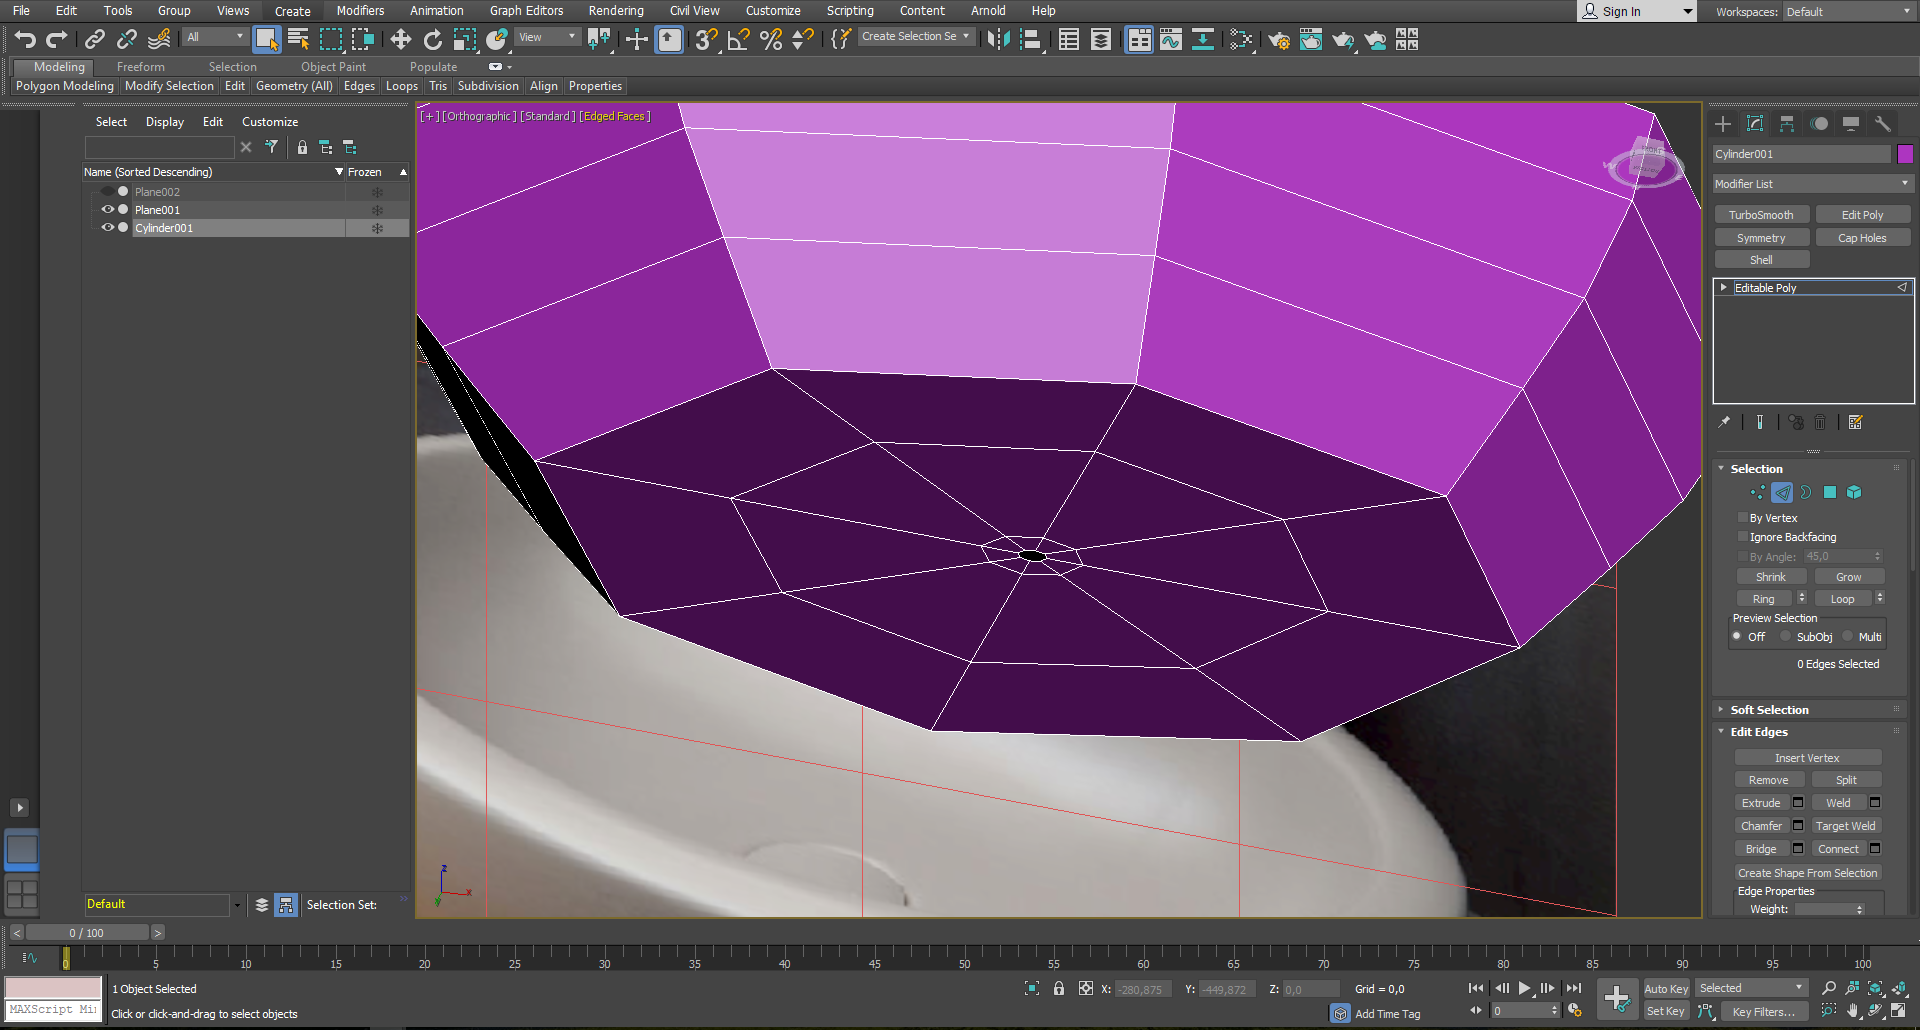 File Edit Tools Group Views Create Modifiers Animation Graph Editors Rendering Civil View Customize Scripting Content Arnold Help Sign In Workspaces: Default
All View Create Selection Se
Modeling Freeform Selection Object Paint Populate
Polygon Modeling Modify Selection Edit Geometry (All) Edges Loops Tris Subdivision Align Properties
Select Display Edit Customize
Name (Sorted Descending) Frozen
Plane002
Plane001
Cylinder001
[+] [Orthographic] [Standard] [Edged Faces]
Cylinder001
Modifier List
TurboSmooth Edit Poly
Symmetry Cap Holes
Shell
Editable Poly
Selection
By Vertex
Ignore Backfacing
By Angle: 45,0
Shrink Grow
Ring Loop
Preview Selection
Off SubObj Multi
0 Edges Selected
Soft Selection
Edit Edges
Insert Vertex
Remove Split
Extrude Weld
Chamfer Target Weld
Bridge Connect
Create Shape From Selection
Edge Properties
Weight:
z
x
y
Default Selection Set:
< 0 / 100 >
0 5 10 15 20 25 30 35 40 45 50 55 60 65 70 75 80 85 90 95 100
1 Object Selected X: -280,875 Y: -449,872 Z: 0,0 Grid = 0,0 Auto Key Selected
MAXScript Mi
Click or click-and-drag to select objects Add Time Tag 0 Set Key Key Filters...